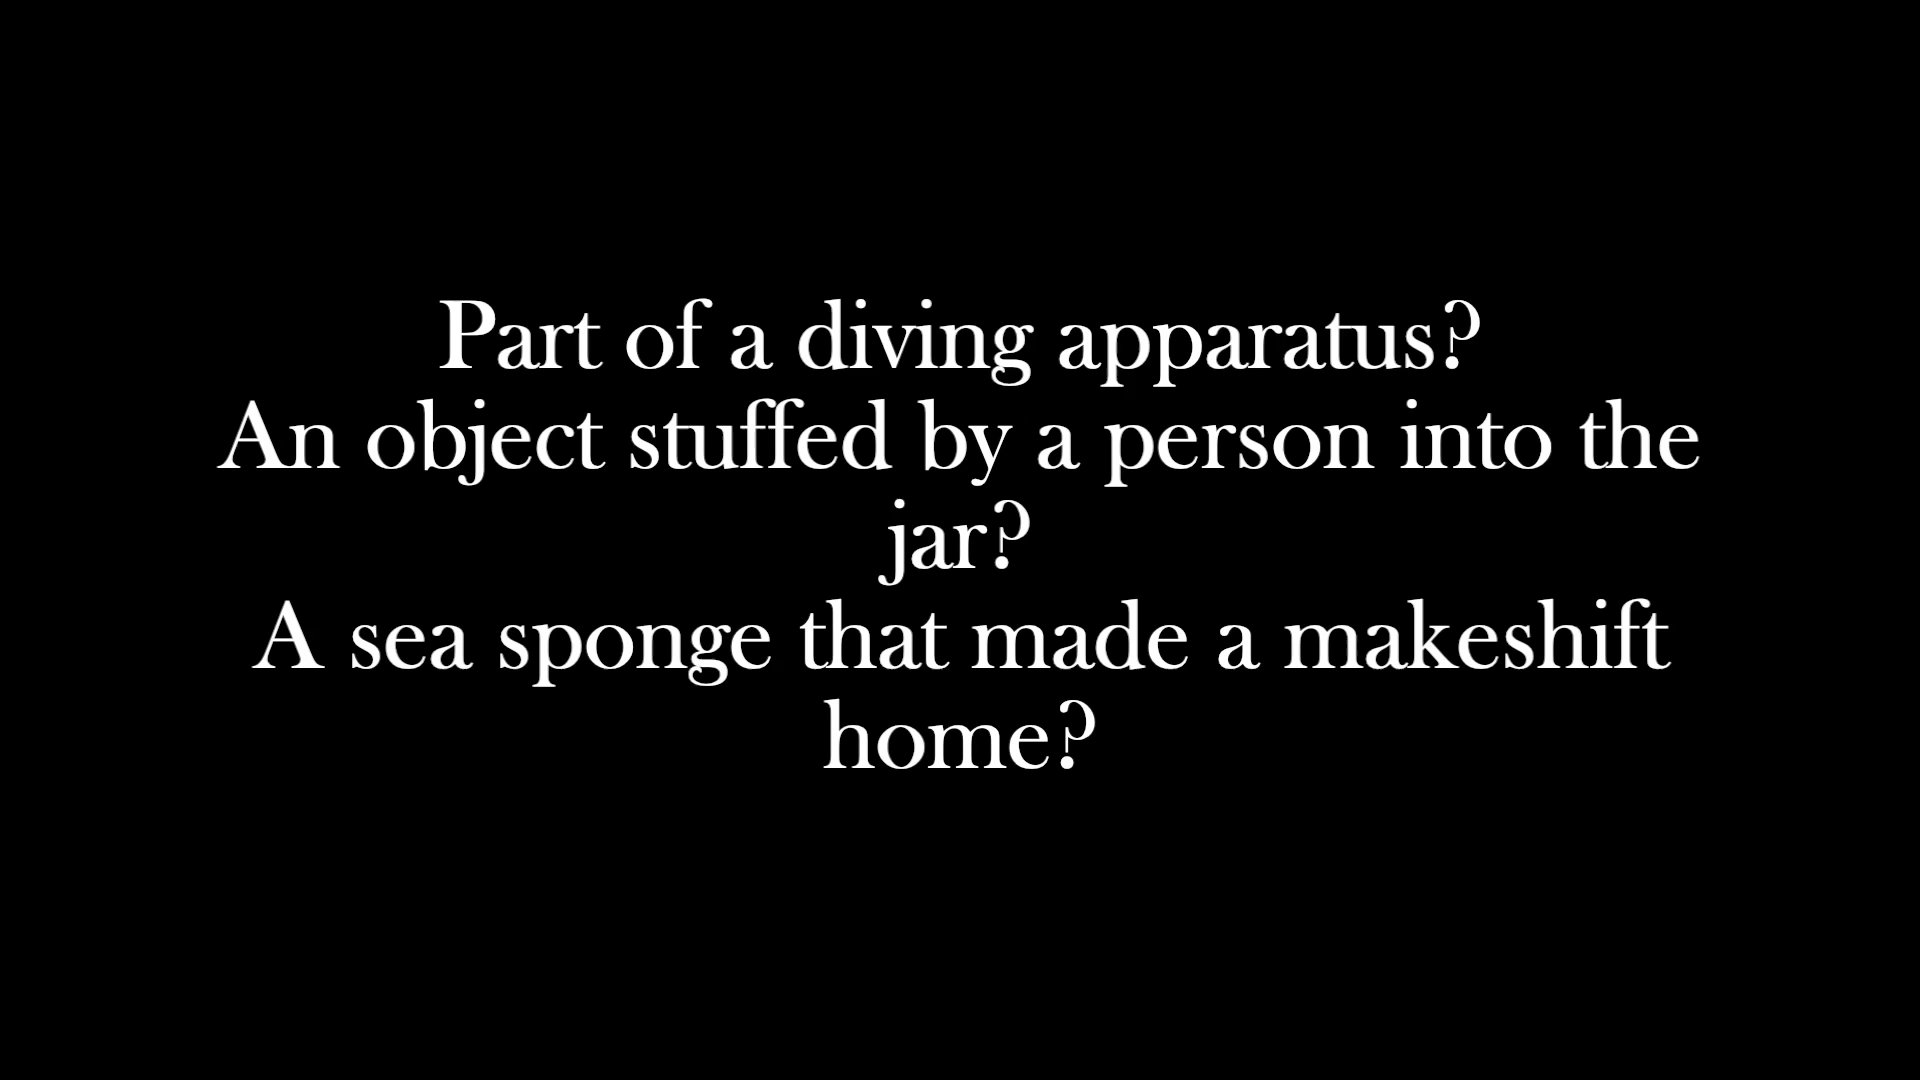 Part of a diving apparatus?
An object stuffed by a person into the
jar?
A sea sponge that made a makeshift
home?